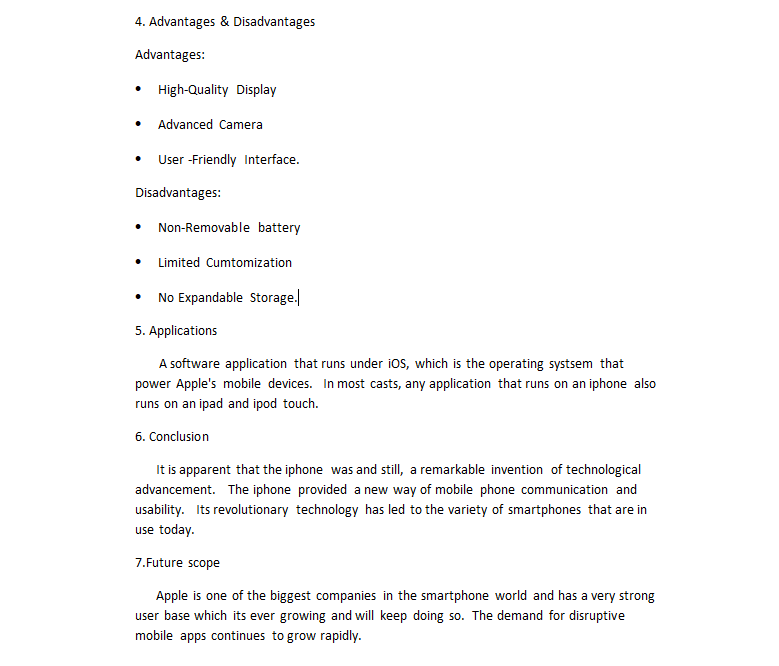 4. Advantages & Disadvantages
Advantages:
• High-Quality Display
• Advanced Camera
• User -Friendly Interface.
Disadvantages:
• Non-Removable battery
• Limited Cumtomization
• No Expandable Storage.
5. Applications
A software application that runs under iOS, which is the operating systsem that
power Apple's mobile devices. In most casts, any application that runs on an iphone also
runs on an ipad and ipod touch.
6. Conclusion
It is apparent that the iphone was and still, a remarkable invention of technological
advancement. The iphone provided a new way of mobile phone communication and
usability. Its revolutionary technology has led to the variety of smartphones that are in
use today.
7.Future scope
Apple is one of the biggest companies in the smartphone world and has a very strong
user base which its ever growing and will keep doing so. The demand for disruptive
mobile apps continues to grow rapidly.